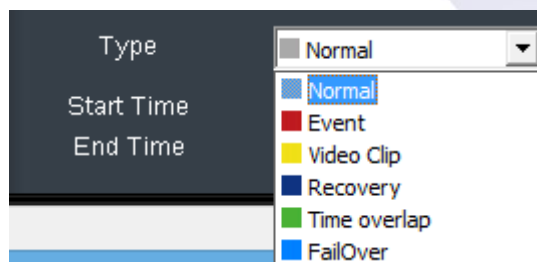 Type
Normal
Normal
Start Time
Event
End Time
Video Clip
Recovery
Time overlap
FailOver